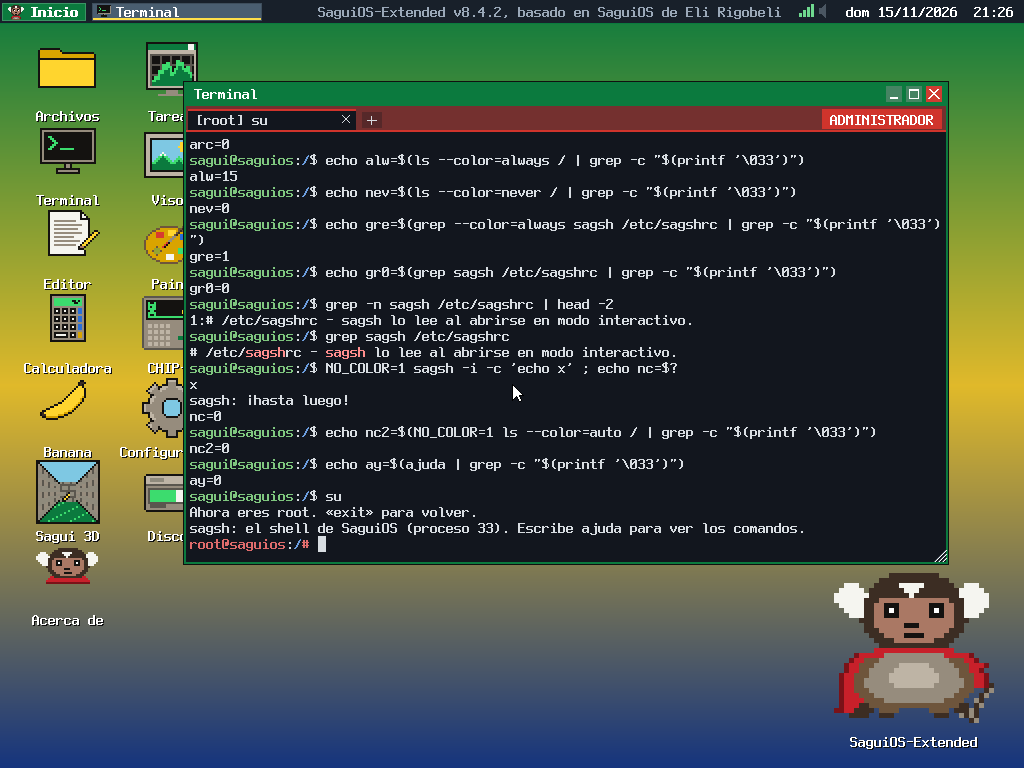 Inicio
Terminal
SaguiOS-Extended v8.4.2, basado en SaguiOS de Eli Rigobeli
dom 15/11/2026 21:26
Archivos
Terminal
Editor
Calculadora
Banana
Configur
Sagui 3D
Disc
Acerca de
Tarea
Viso
Pain
CHIP
Terminal
[root] su
ADMINISTRADOR
arc=0
sagui@saguios:/$ echo alw=$(ls --color=always / | grep -c "$(printf '\033')")
alw=15
sagui@saguios:/$ echo nev=$(ls --color=never / | grep -c "$(printf '\033')")
nev=0
sagui@saguios:/$ echo gre=$(grep --color=always sagsh /etc/sagshrc | grep -c "$(printf '\033')
")
gre=1
sagui@saguios:/$ echo gr0=$(grep sagsh /etc/sagshrc | grep -c "$(printf '\033')")
gr0=0
sagui@saguios:/$ grep -n sagsh /etc/sagshrc | head -2
1:# /etc/sagshrc - sagsh lo lee al abrirse en modo interactivo.
sagui@saguios:/$ grep sagsh /etc/sagshrc
# /etc/sagshrc - sagsh lo lee al abrirse en modo interactivo.
sagui@saguios:/$ NO_COLOR=1 sagsh -i -c 'echo x' ; echo nc=$?
x
sagsh: ¡hasta luego!
nc=0
sagui@saguios:/$ echo nc2=$(NO_COLOR=1 ls --color=auto / | grep -c "$(printf '\033')")
nc2=0
sagui@saguios:/$ echo ay=$(ajuda | grep -c "$(printf '\033')")
ay=0
sagui@saguios:/$ su
Ahora eres root. «exit» para volver.
sagsh: el shell de SaguiOS (proceso 33). Escribe ajuda para ver los comandos.
root@saguios:/#
SaguiOS-Extended